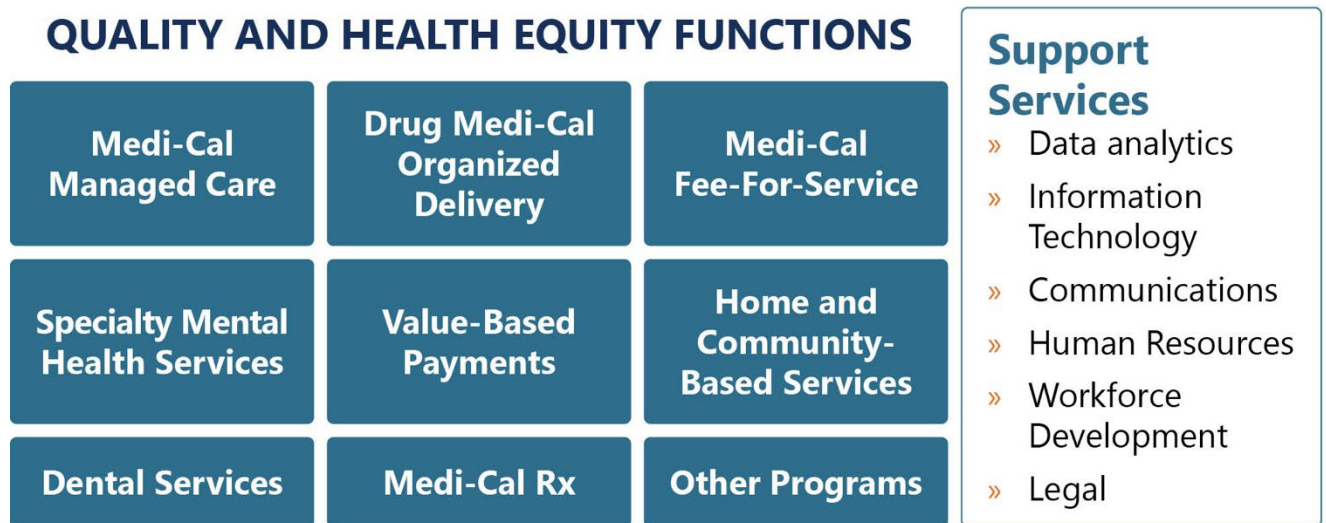 QUALITY AND HEALTH EQUITY FUNCTIONS
Medi-Cal
Managed Care
Drug Medi-Cal
Organized
Delivery
Medi-Cal
Fee-For-Service
Specialty Mental
Health Services
Value-Based
Payments
Home and
Community-
Based Services
Dental Services
Medi-Cal Rx
Other Programs
Support
Services
» Data analytics
» Information
Technology
» Communications
» Human Resources
» Workforce
Development
» Legal